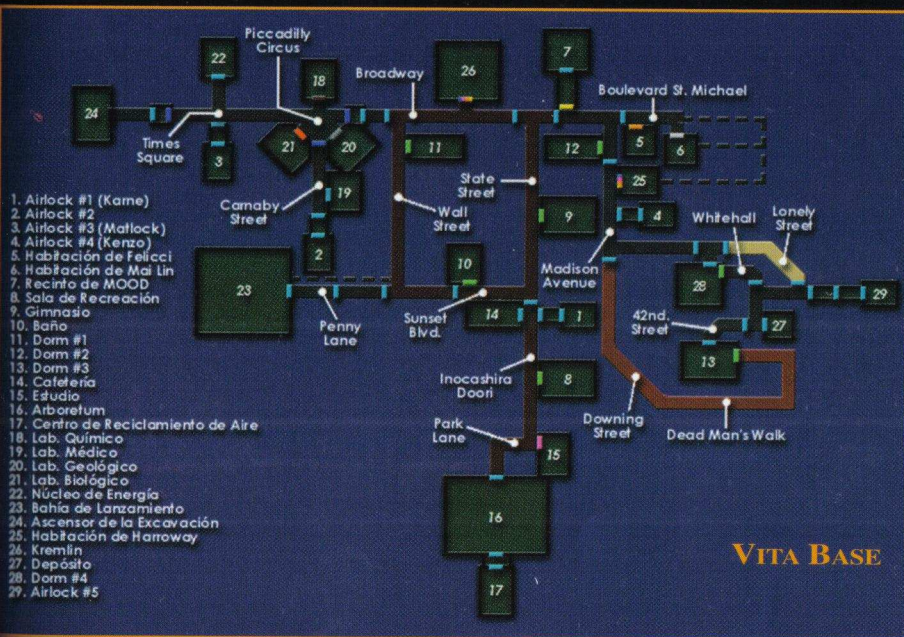 Piccadilly
Circus
22
18
Broadway
26
7
Boulevard St. Michael
24
Times
Square
3
21
20
11
12
5
6
State
Street
25
Carnaby
Street
19
Wall
Street
9
4
Whitehall
Lonely
Street
1. Airlock #1 (Kame)
2. Airlock #2
3. Airlock #3 (Matlock)
4. Airlock #4 (Kenzo)
5. Habitación de Felicci
6. Habitación de Mai Lin
7. Recinto de MOOD
8. Sala de Recreación
9. Gimnasio
10. Baño
11. Dorm #1
12. Dorm #2
13. Dorm #3
14. Cafetería
15. Estudio
16. Arboretum
17. Centro de Reciclamiento de Aire
18. Lab. Químico
19. Lab. Médico
20. Lab. Geológico
21. Lab. Biológico
22. Núcleo de Energía
23. Bahía de Lanzamiento
24. Ascensor de la Excavación
25. Habitación de Harroway
26. Kremlin
27. Depósito
28. Dorm #4
29. Airlock #5
2
23
10
Madison
Avenue
28
29
Penny
Lane
Sunset
Blvd.
14
1
42nd.
Street
27
13
Inocashira
Doori
8
Downing
Street
Dead Man's Walk
Park
Lane
15
16
17
VITA BASE